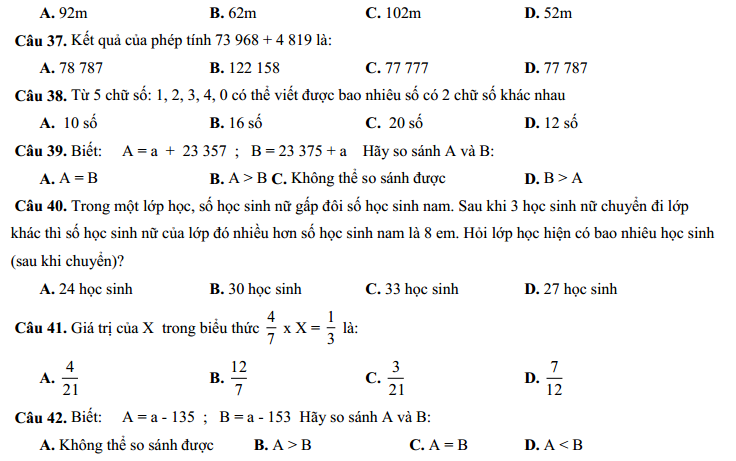 A. 92m B. 62m C. 102m D. 52m
Câu 37. Kết quả của phép tính 73 968 + 4 819 là:
A. 78 787 B. 122 158 C. 77 777 D. 77 787
Câu 38. Từ 5 chữ số: 1, 2, 3, 4, 0 có thể viết được bao nhiêu số có 2 chữ số khác nhau
A. 10 số B. 16 số C. 20 số D. 12 số
Câu 39. Biết: A = a + 23 357 ; B = 23 375 + a Hãy so sánh A và B:
A. A = B B. A > B C. Không thể so sánh được D. B > A
Câu 40. Trong một lớp học, số học sinh nữ gấp đôi số học sinh nam. Sau khi 3 học sinh nữ chuyển đi lớp
khác thì số học sinh nữ của lớp đó nhiều hơn số học sinh nam là 8 em. Hỏi lớp học hiện có bao nhiêu học sinh
(sau khi chuyển)?
A. 24 học sinh B. 30 học sinh C. 33 học sinh D. 27 học sinh
Câu 41. Giá trị của X trong biểu thức 4/7 x X = 1/3 là:
A. 4/21 B. 12/7 C. 3/21 D. 7/12
Câu 42. Biết: A = a - 135 ; B = a - 153 Hãy so sánh A và B:
A. Không thể so sánh được B. A > B C. A = B D. A < B